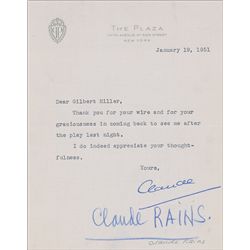 THE PLAZA
FIFTH AVENUE AT 59TH STREET
NEW YORK
January 19, 1951
Dear Gilbert Miller,
Thank you for your wire and for your
graciousness in coming back to see me after
the play last night.
I do indeed appreciate your thought-
fulness.
Yours,
Claude
Claude RAINS.
Claude Rains